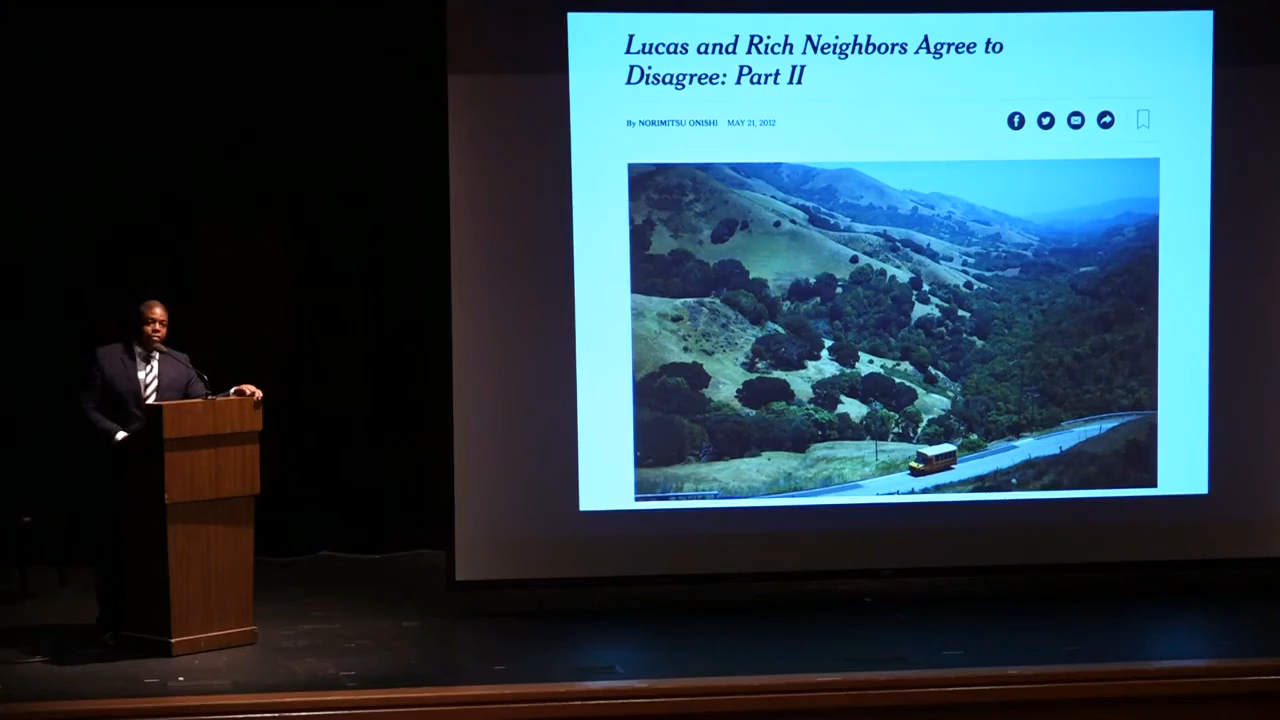 Lucas and Rich Neighbors Agree to
Disagree: Part II
By NORIMITSU ONISHI MAY 21, 2012